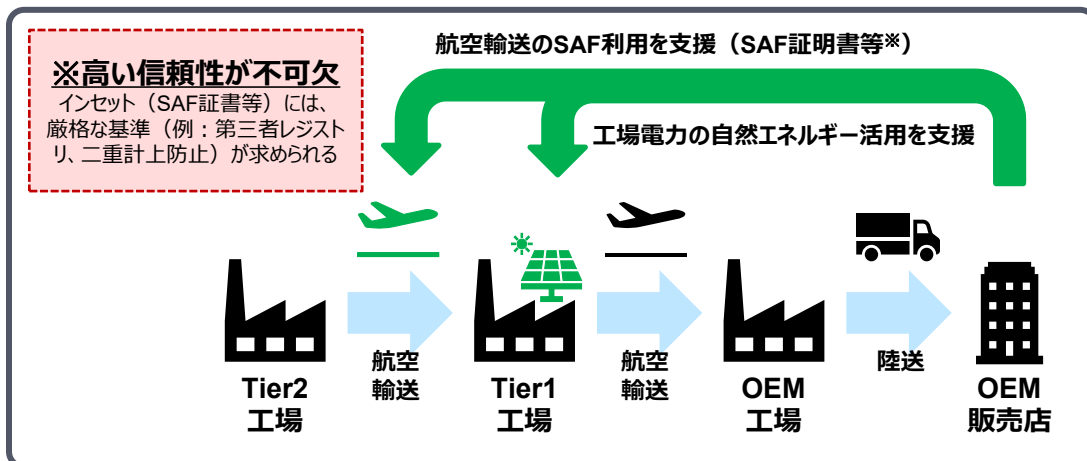 航空輸送のSAF利用を支援（SAF証明書等※）
※高い信頼性が不可欠
インセット（SAF証書等）には、
厳格な基準（例：第三者レジスト
リ、二重計上防止）が求められる
工場電力の自然エネルギー活用を支援
航空
輸送
航空
輸送
陸送
Tier2
工場
Tier1
工場
OEM
工場
OEM
販売店